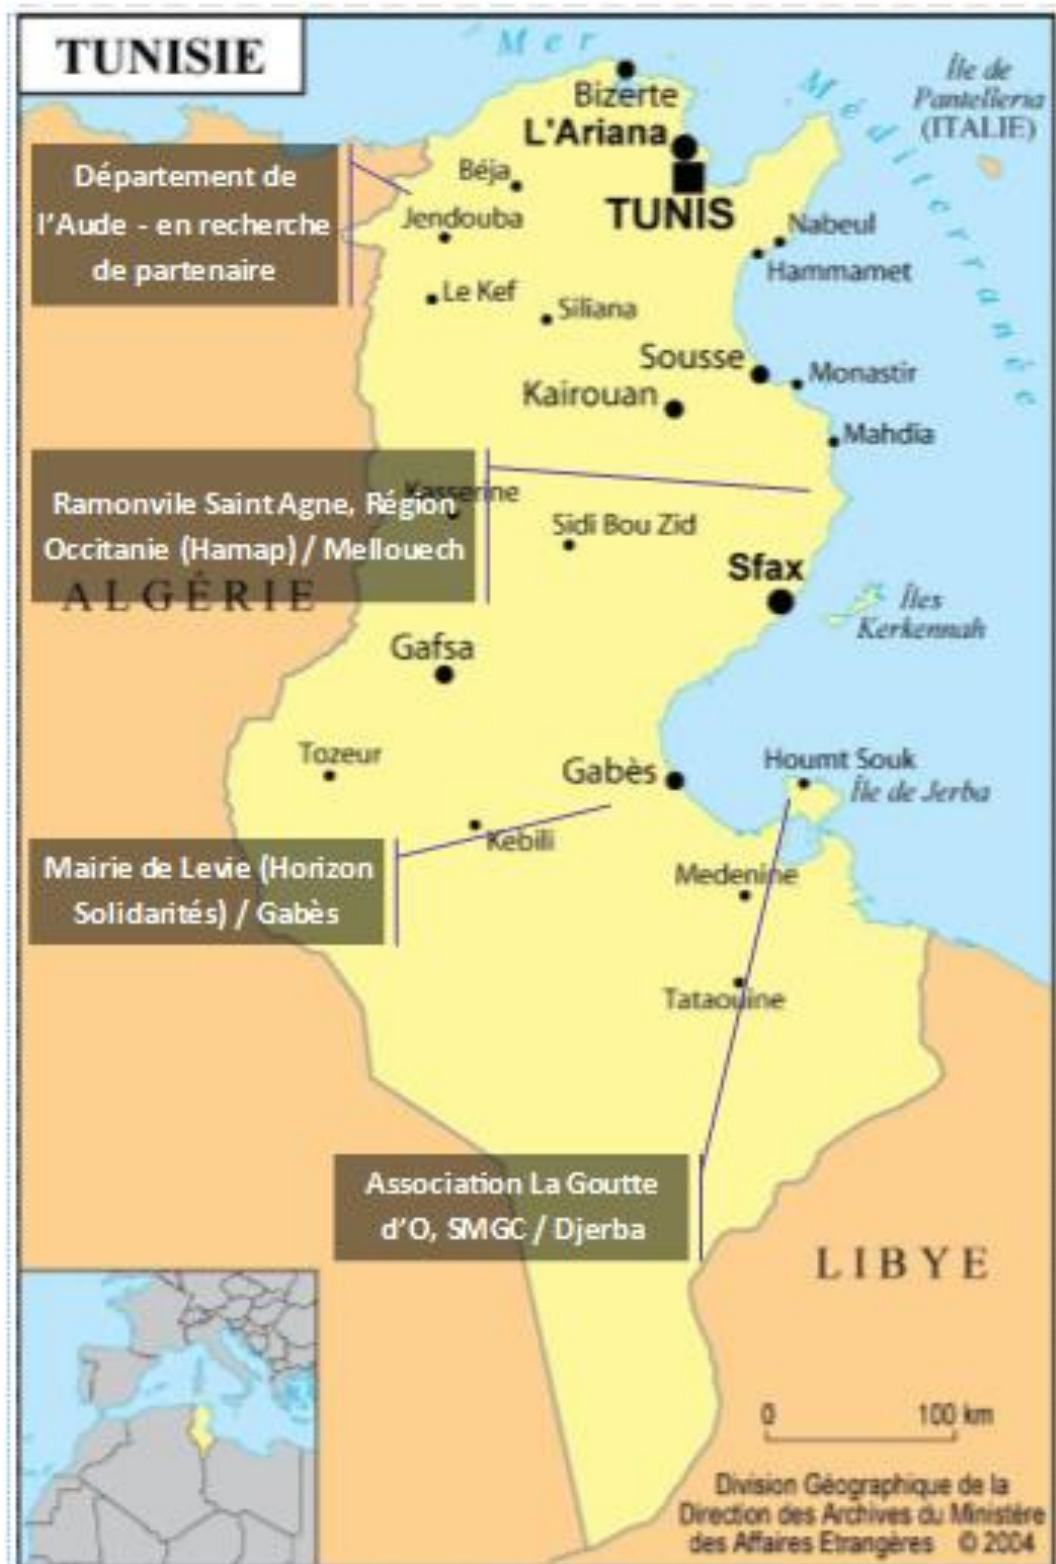 TUNISIE
Mer Méditerranée
Île de
Pantelleria
(ITALIE)
Bizerte
L'Ariana
TUNIS
Béja
Jendouba
Nabeul
Hammamet
Département de
l'Aude - en recherche
de partenaire
Le Kef
Siliana
Sousse
Monastir
Kairouan
Mahdia
Kasserine
Ramonvile Saint Agne, Région
Occitanie (Hamap) / Mellouech
Sidi Bou Zid
Sfax
ALGÉRIE
Îles
Kerkennah
Gafsa
Tozeur
Gabès
Houmt Souk
Île de Jerba
Kebili
Mairie de Levie (Horizon
Solidarités) / Gabès
Medenine
Tataouine
Association La Goutte
d'O, SMGC / Djerba
LIBYE
0 100 km
Division Géographique de la
Direction des Archives du Ministère
des Affaires Etrangères © 2004